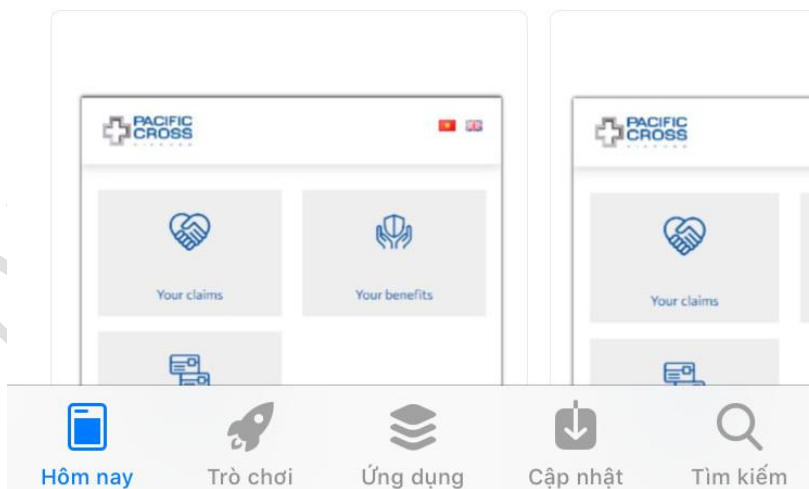 PACIFIC
CROSS
PACIFIC
CROSS
Your claims
Your benefits
Your claims
Hôm nay
Trò chơi
Ứng dụng
Cập nhật
Tìm kiếm